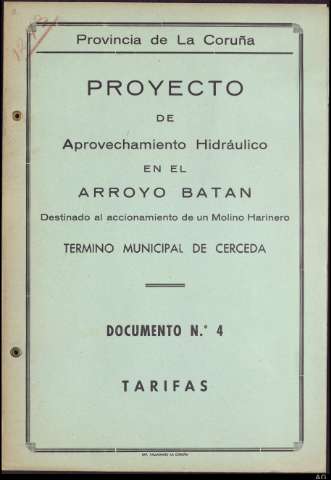 Provincia de La Coruña
PROYECTO
DE
Aprovechamiento Hidráulico
EN EL
ARROYO BATAN
Destinado al accionamiento de un Molino Harinero
TERMINO MUNICIPAL DE CERCEDA
DOCUMENTO N.º 4
TARIFAS